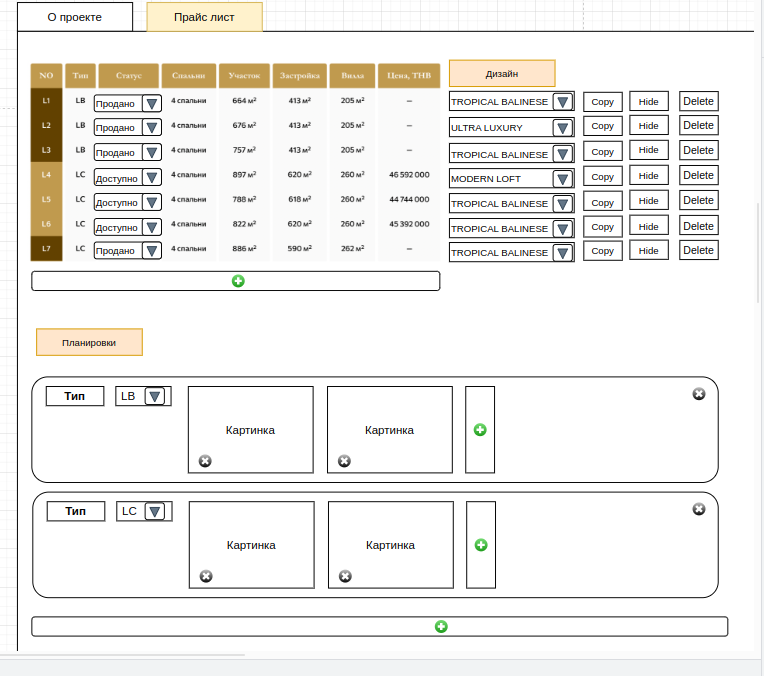 О проекте Прайс лист
Дизайн
NO Тип Статус Спальни Участок Застройка Вилла Цена, THB
L1 LB Продано 4 спальни 664 м² 413 м² 205 м² – TROPICAL BALINESE Copy Hide Delete
L2 LB Продано 4 спальни 676 м² 413 м² 205 м² – ULTRA LUXURY Copy Hide Delete
L3 LB Продано 4 спальни 757 м² 413 м² 205 м² – TROPICAL BALINESE Copy Hide Delete
L4 LC Доступно 4 спальни 897 м² 620 м² 260 м² 46 592 000 MODERN LOFT Copy Hide Delete
L5 LC Доступно 4 спальни 788 м² 618 м² 260 м² 44 744 000 TROPICAL BALINESE Copy Hide Delete
L6 LC Доступно 4 спальни 822 м² 620 м² 260 м² 45 392 000 TROPICAL BALINESE Copy Hide Delete
L7 LC Продано 4 спальни 886 м² 590 м² 262 м² – TROPICAL BALINESE Copy Hide Delete
Планировки
Тип LB
Картинка Картинка
Тип LC
Картинка Картинка